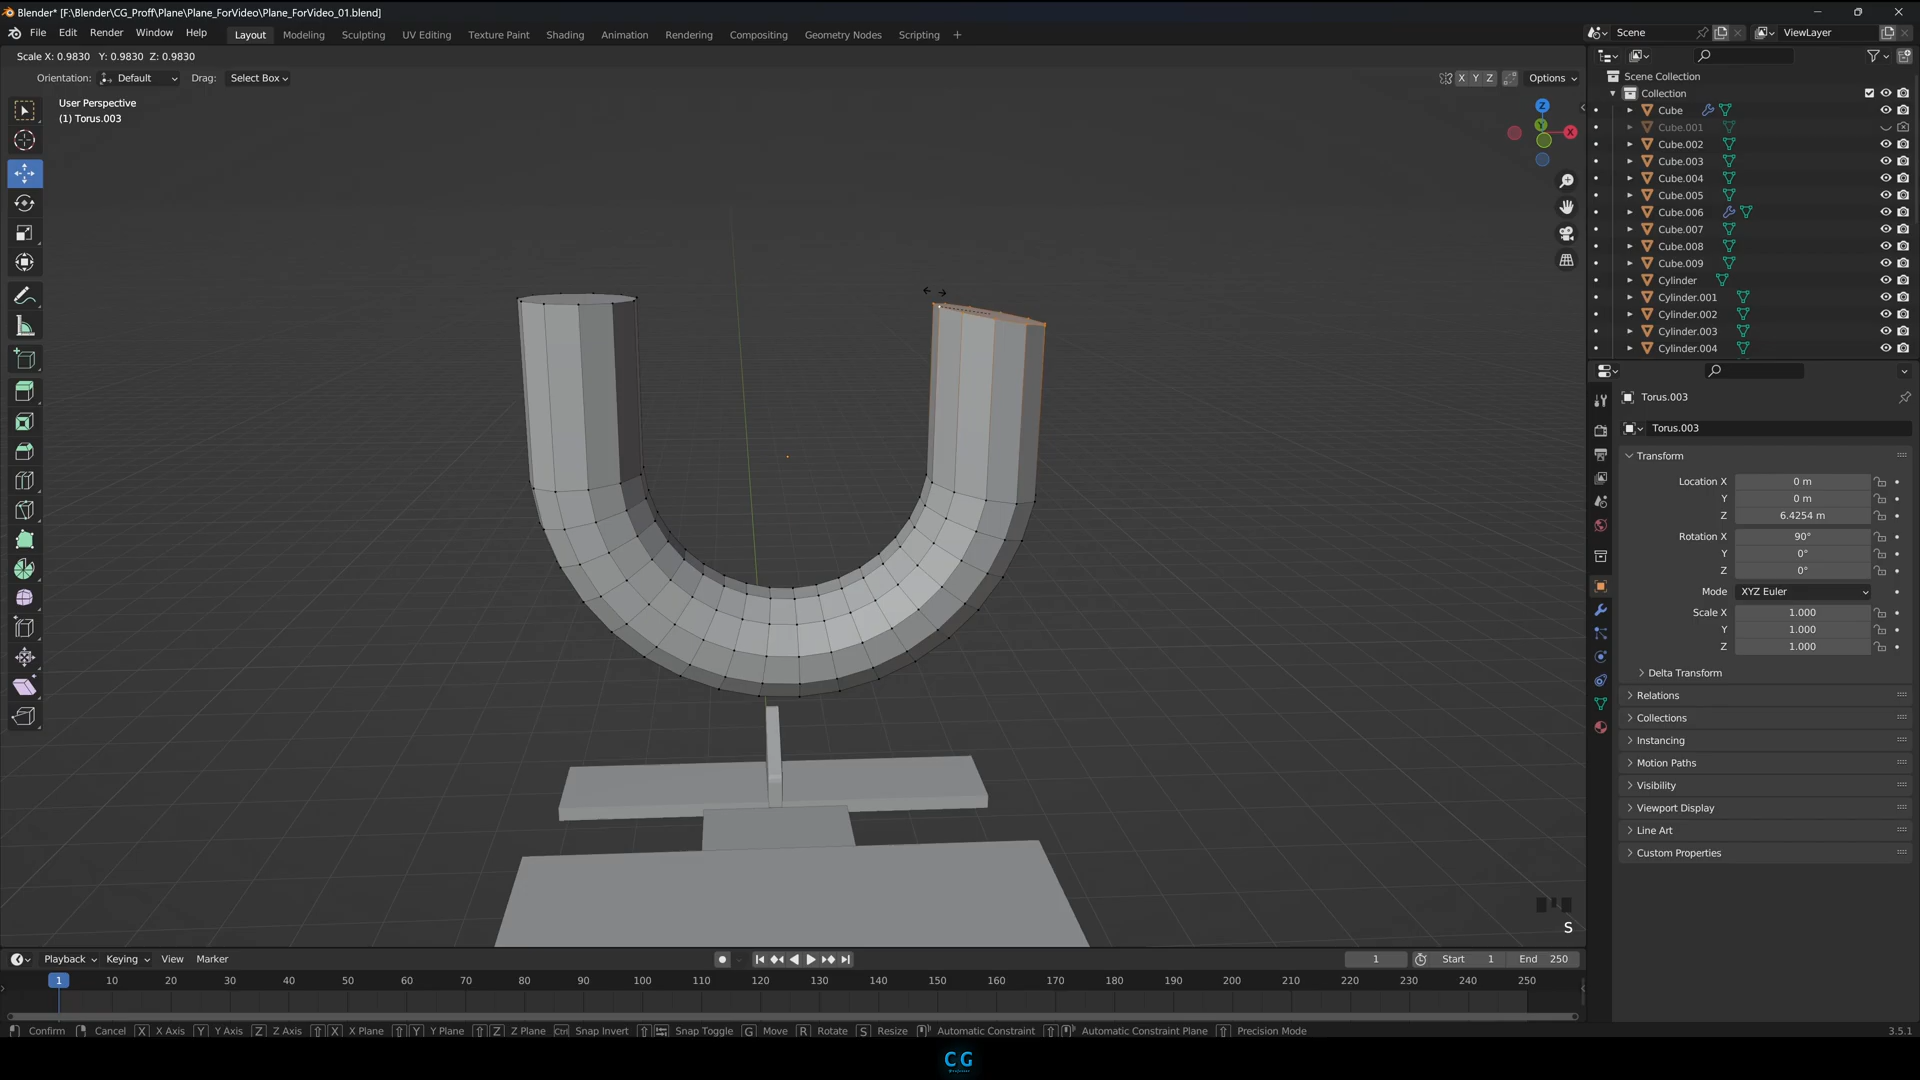 Blender* [F:\Blender\CG_Proff\Plane\Plane_ForVideo\Plane_ForVideo_01.blend]
File Edit Render Window Help Layout Modeling Sculpting UV Editing Texture Paint Shading Animation Rendering Compositing Geometry Nodes Scripting + Scene ViewLayer
Scale X: 0.9830 Y: 0.9830 Z: 0.9830
Orientation: Default Drag: Select Box X Y Z Options
User Perspective
(1) Torus.003
Z
Y
X
Scene Collection
Collection
Cube
Cube.001
Cube.002
Cube.003
Cube.004
Cube.005
Cube.006
Cube.007
Cube.008
Cube.009
Cylinder
Cylinder.001
Cylinder.002
Cylinder.003
Cylinder.004
Torus.003
Torus.003
Transform
Location X 0 m
Y 0 m
Z 6.4254 m
Rotation X 90°
Y 0°
Z 0°
Mode XYZ Euler
Scale X 1.000
Y 1.000
Z 1.000
Delta Transform
Relations
Collections
Instancing
Motion Paths
Visibility
Viewport Display
Line Art
Custom Properties
S
Playback Keying View Marker 1 Start 1 End 250
1 10 20 30 40 50 60 70 80 90 100 110 120 130 140 150 160 170 180 190 200 210 220 230 240 250
Confirm Cancel X X Axis Y Y Axis Z Z Axis X X Plane Y Y Plane Z Z Plane Ctrl Snap Invert Snap Toggle G Move R Rotate S Resize Automatic Constraint Automatic Constraint Plane Precision Mode 3.5.1
CG